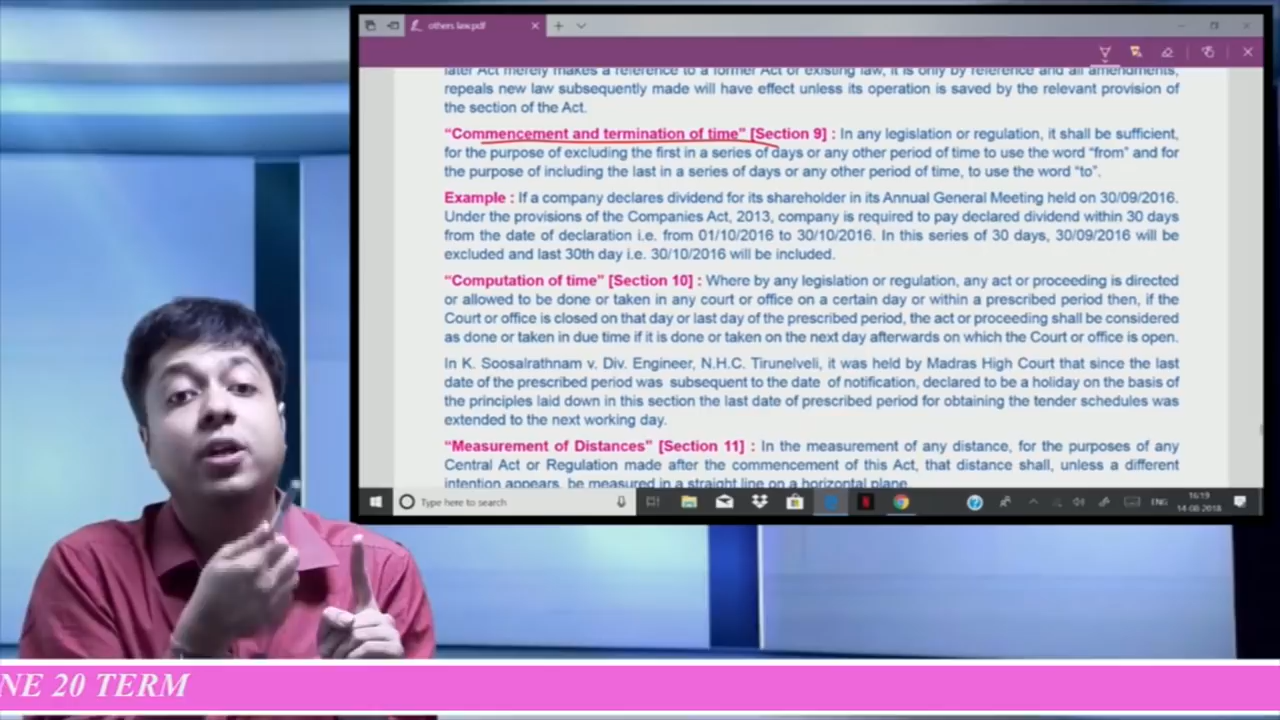 others law.pdf
later Act merely makes a reference to a former Act or existing law, it is only by reference and all amendments,
repeals new law subsequently made will have effect unless its operation is saved by the relevant provision of
the section of the Act.
“Commencement and termination of time” [Section 9] : In any legislation or regulation, it shall be sufficient,
for the purpose of excluding the first in a series of days or any other period of time to use the word “from” and for
the purpose of including the last in a series of days or any other period of time, to use the word “to”.
Example : If a company declares dividend for its shareholder in its Annual General Meeting held on 30/09/2016.
Under the provisions of the Companies Act, 2013, company is required to pay declared dividend within 30 days
from the date of declaration i.e. from 01/10/2016 to 30/10/2016. In this series of 30 days, 30/09/2016 will be
excluded and last 30th day i.e. 30/10/2016 will be included.
“Computation of time” [Section 10] : Where by any legislation or regulation, any act or proceeding is directed
or allowed to be done or taken in any court or office on a certain day or within a prescribed period then, if the
Court or office is closed on that day or last day of the prescribed period, the act or proceeding shall be considered
as done or taken in due time if it is done or taken on the next day afterwards on which the Court or office is open.
In K. Soosalrathnam v. Div. Engineer, N.H.C. Tirunelveli, it was held by Madras High Court that since the last
date of the prescribed period was subsequent to the date of notification, declared to be a holiday on the basis of
the principles laid down in this section the last date of prescribed period for obtaining the tender schedules was
extended to the next working day.
“Measurement of Distances” [Section 11] : In the measurement of any distance, for the purposes of any
Central Act or Regulation made after the commencement of this Act, that distance shall, unless a different
intention appears, be measured in a straight line on a horizontal plane
Type here to search
ENG
16:19
14-08-2018
NE 20 TERM